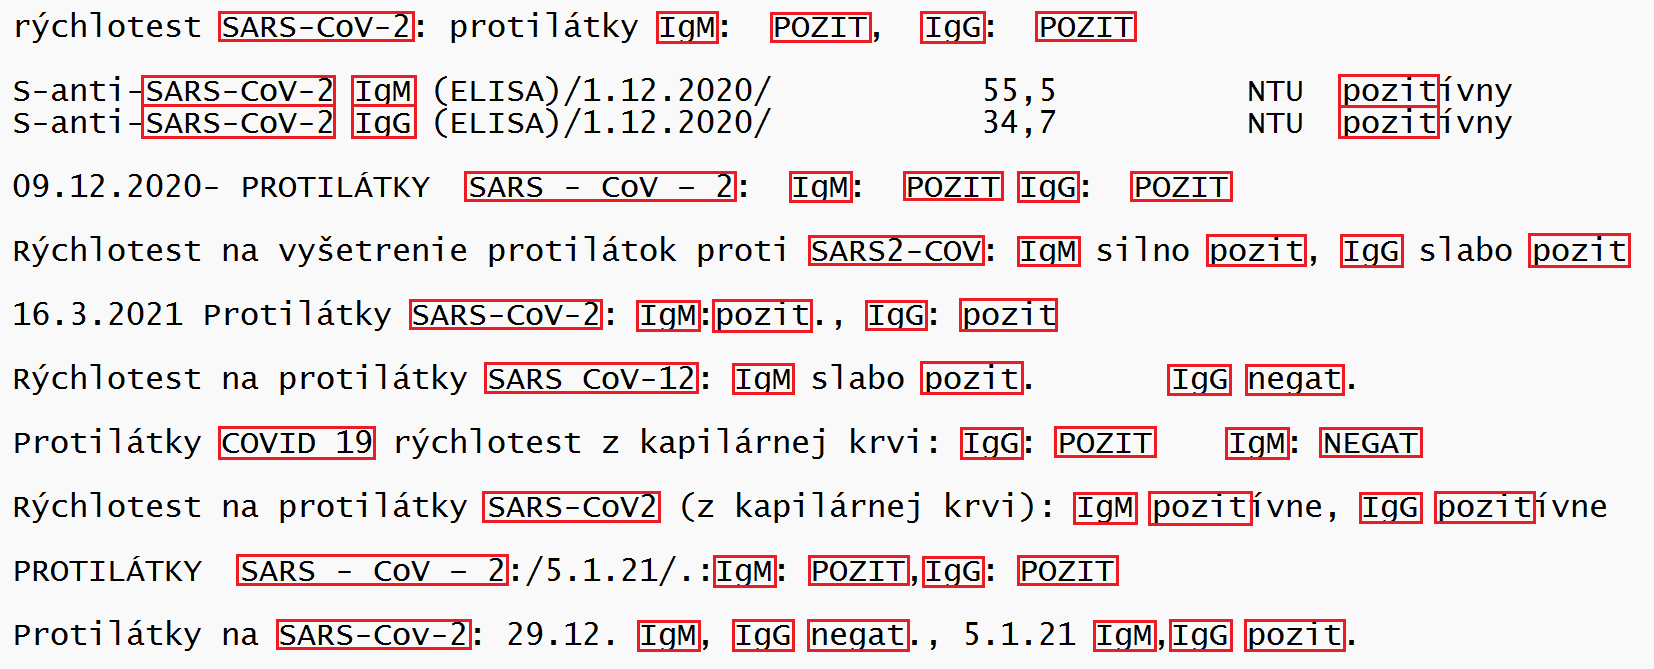 rýchlotest SARS-CoV-2: protilátky IgM: POZIT, IgG: POZIT
S-anti-SARS-CoV-2 IgM (ELISA)/1.12.2020/ 55,5 NTU pozitívny
S-anti-SARS-CoV-2 IgG (ELISA)/1.12.2020/ 34,7 NTU pozitívny
09.12.2020- PROTILÁTKY SARS - CoV - 2: IgM: POZIT IgG: POZIT
Rýchlotest na vyšetrenie protilátok proti SARS2-COV: IgM silno pozit, IgG slabo pozit
16.3.2021 Protilátky SARS-CoV-2: IgM:pozit., IgG: pozit
Rýchlotest na protilátky SARS CoV-12: IgM slabo pozit. IgG negat.
Protilátky COVID 19 rýchlotest z kapilárnej krvi: IgG: POZIT IgM: NEGAT
Rýchlotest na protilátky SARS-CoV2 (z kapilárnej krvi): IgM pozitívne, IgG pozitívne
PROTILÁTKY SARS - CoV - 2:/5.1.21/.:IgM: POZIT,IgG: POZIT
Protilátky na SARS-Cov-2: 29.12. IgM, IgG negat., 5.1.21 IgM,IgG pozit.